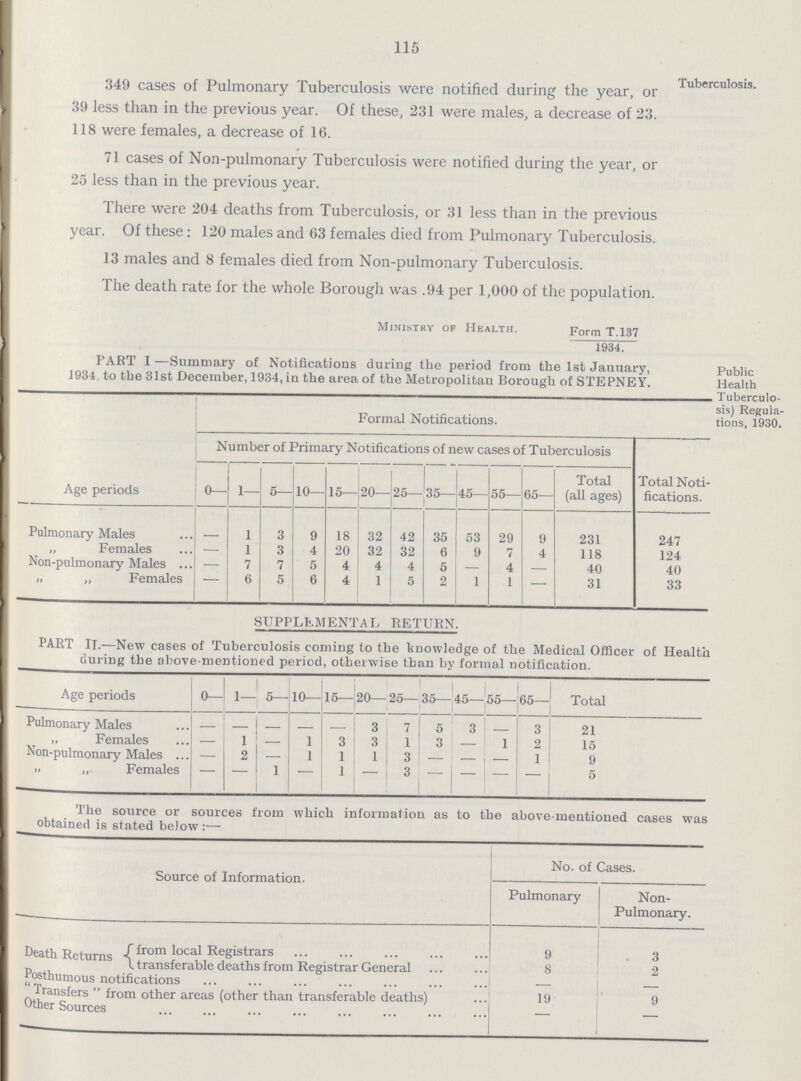 115
Tuberculosis.
349 cases of Pulmonary Tuberculosis were notified during the year, or
39 less than in the previous year. Of these, 231 were males, a decrease of 23.
118 were females, a decrease of 16.
71 cases of Non-pulmonary Tuberculosis were notified during the year, or
25 less than in the previous year.
There were 204 deaths from Tuberculosis, or 31 less than in the previous
year. Of these: 120 males and 63 females died from Pulmonary Tuberculosis.
13 males and 8 females died from Non-pulmonary Tuberculosis.
The death rate for the whole Borough was .94 per 1,000 of the population.
MINISTRY OF HEALTH. Form T.137
1934.
PART I—Summary of Notifications during the period from the 1st January,
1934, to the 31st December, 1934, in the area of the Metropolitan Borough of STEPNEY.
Public
Health
Tuberculo-
sis) Regula-
tions, 1930.
Formal Notifications.
Number of Primary Notifications of new cases of Tuberculosis
Age periods 0— 1— 5— 10— 15— 20— 25— 35— 45— 55— 65— Total (all ages) Total Noti-fications.
Pulmonary Males ... — 1 3 9 18 32 42 35 53 29 9 231 247
„ Females ... — 1 3 4 20 32 32 6 9 7 4 118 124
Non-pulmonary Males ... — 7 7 5 4 4 4 5 — 4 — 40 40
„ „ Females — 6 5 6 4 1 5 2 1 1 — 31 33
SUPPLEMENTAL RETURN.
PART II.—New cases of Tuberculosis coming to the knowledge of the Medical Officer of Health
during the above-mentioned period, otherwise than by formal notification.
Age periods 0— 1— 5— 10— 15— 20— 25— 35— 45— 55— 65— Total
Pulmonary Males ... — — — — — 3 7 5 3 — 3 21
„ Females ... — 1 — 1 3 3 1 3 — 1 2 15
Non-pulmonary Males ... — 2 — 1 1 1 3 — — — 1 9
„ „ Females — — 1 — 1 — 3 — — — — 5
The source or sources from which information as to the above-mentioned cases was
obtained is stated below:—
Source of Information. No. of Cases.
Pulmonary Non-Pulmonary.
Death Returns { from local Registrars ... ... ... ... ... 9 3
transferable deaths from Registrar General ... ... 8 2
Posthumous notifications ... ... ... ... ... ... ... — —
"Transfers" from other areas (other than transferable deaths) ... 19 9
Other Sources ... ... ... ... ... ... ... ... — —